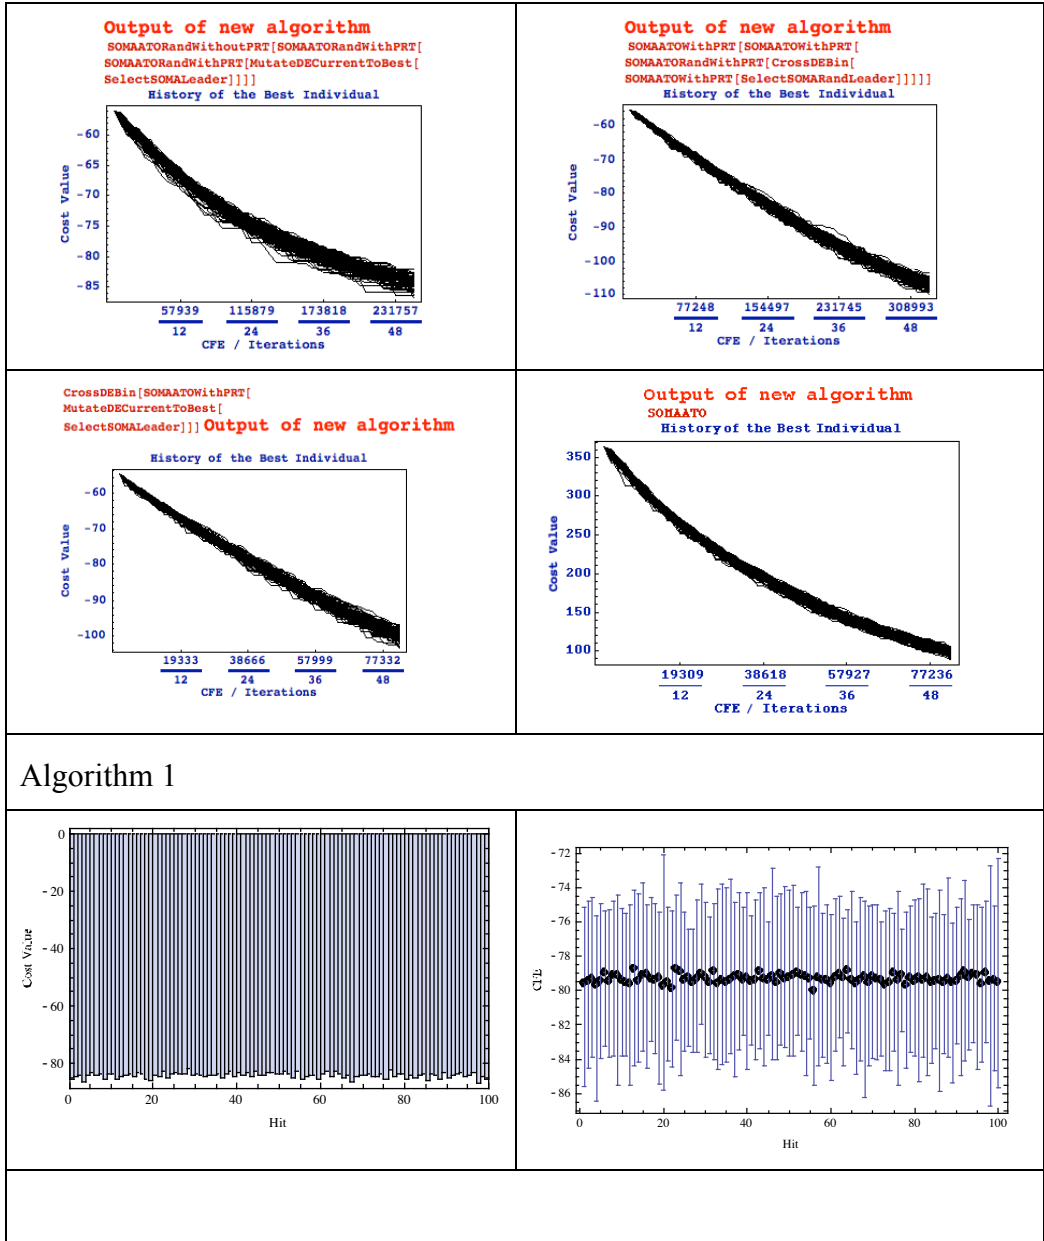 Output of new algorithm
SOMAATORandWithoutPRT[SOMAATORandWithPRT[
SOMAATORandWithPRT[MutateDECurrentToBest[
SelectSOMALeader]]]]
History of the Best Individual
-60
-65
-70
-75
-80
-85
Cost Value
57939 115879 173818 231757
12 24 36 48
CFE / Iterations
Output of new algorithm
SOMAATOWithPRT[SOMAATOWithPRT[
SOMAATORandWithPRT[CrossDEBin[
SOMAATOWithPRT[SelectSOMARandLeader]]]]]
History of the Best Individual
-60
-70
-80
-90
-100
-110
Cost Value
77248 154497 231745 308993
12 24 36 48
CFE / Iterations
CrossDEBin[SOMAATOWithPRT[
MutateDECurrentToBest[
SelectSOMALeader]]] Output of new algorithm
History of the Best Individual
-60
-70
-80
-90
-100
Cost Value
19333 38666 57999 77332
12 24 36 48
CFE / Iterations
Output of new algorithm
SOMAATO
History of the Best Individual
350
300
250
200
150
100
Cost Value
19309 38618 57927 77236
12 24 36 48
CFE / Iterations
Algorithm 1
0
-20
-40
-60
-80
Cost Value
0 20 40 60 80 100
Hit
-72
-74
-76
-78
-80
-82
-84
-86
CFE
0 20 40 60 80 100
Hit